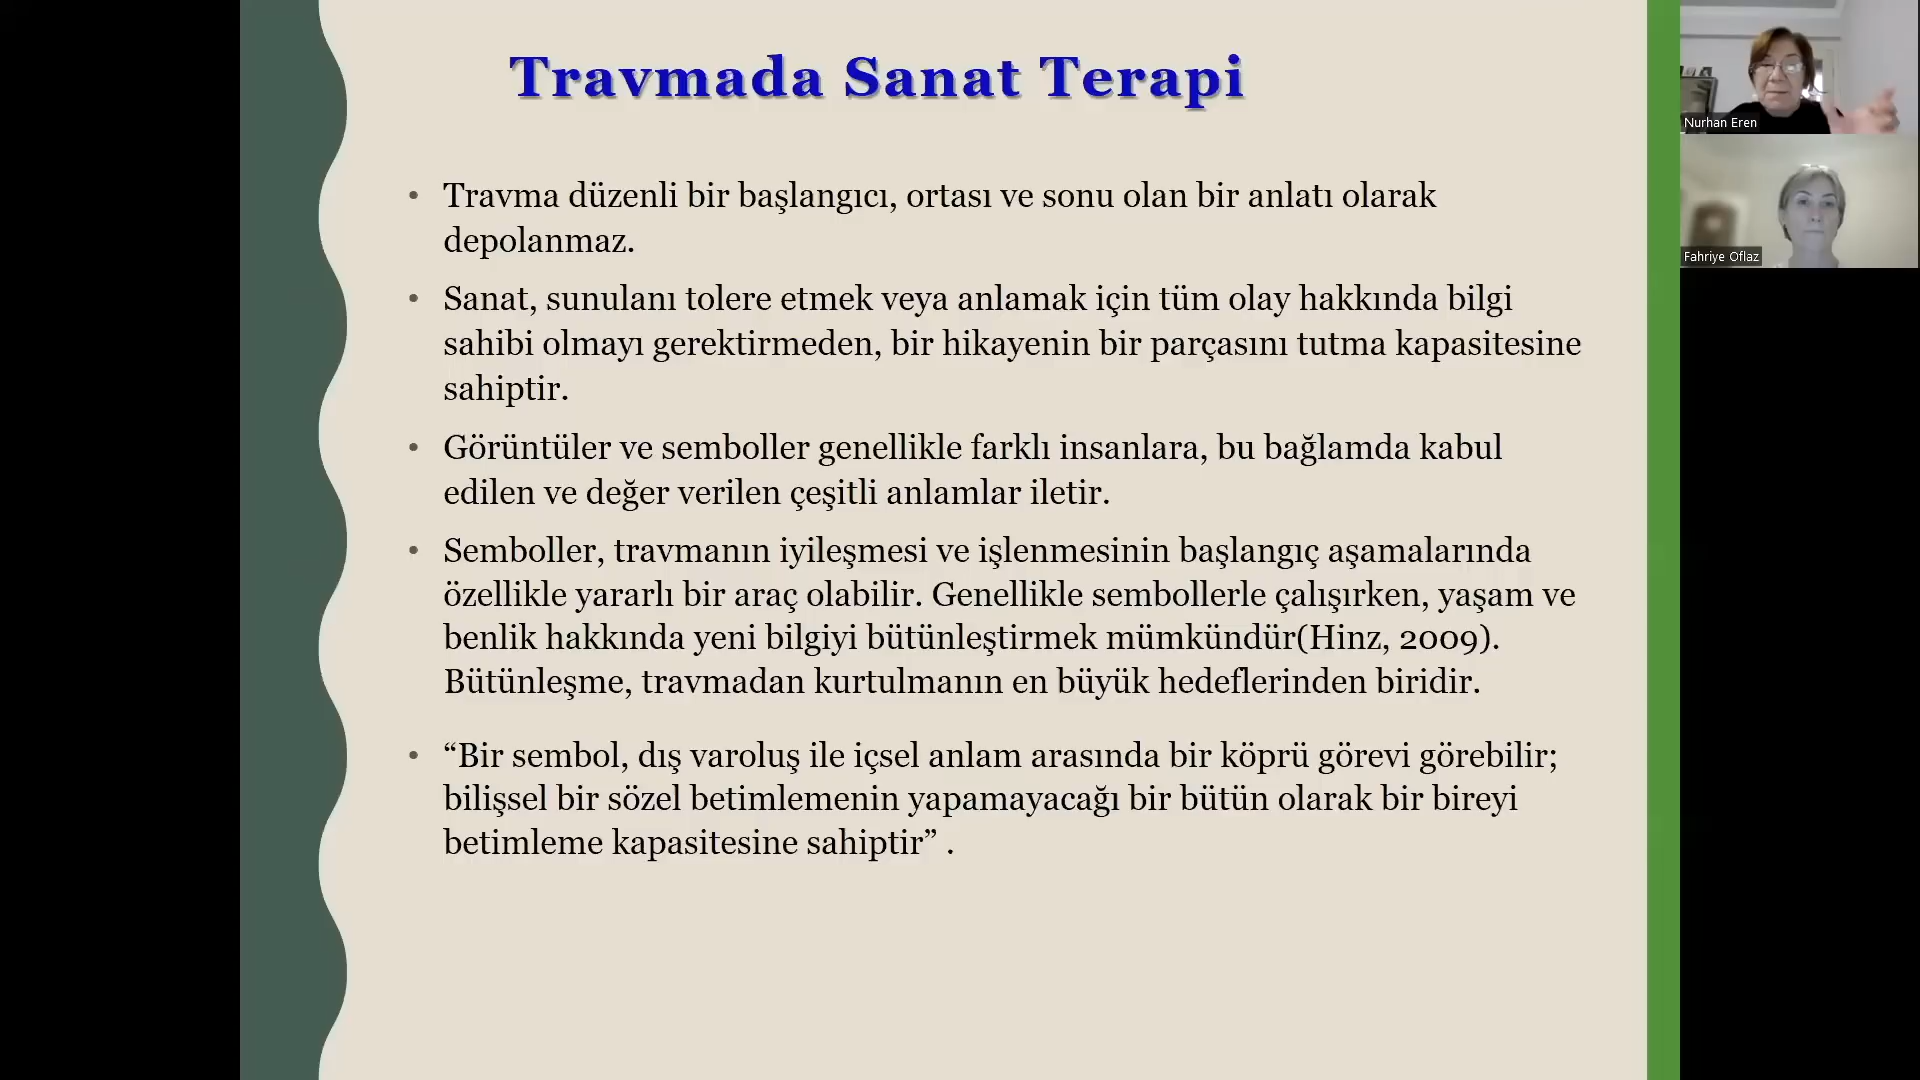 Travmada Sanat Terapi
• Travma düzenli bir başlangıcı, ortası ve sonu olan bir anlatı olarak
depolanmaz.
• Sanat, sunulanı tolere etmek veya anlamak için tüm olay hakkında bilgi
sahibi olmayı gerektirmeden, bir hikayenin bir parçasını tutma kapasitesine
sahiptir.
• Görüntüler ve semboller genellikle farklı insanlara, bu bağlamda kabul
edilen ve değer verilen çeşitli anlamlar iletir.
• Semboller, travmanın iyileşmesi ve işlenmesinin başlangıç aşamalarında
özellikle yararlı bir araç olabilir. Genellikle sembollerle çalışırken, yaşam ve
benlik hakkında yeni bilgiyi bütünleştirmek mümkündür(Hinz, 2009).
Bütünleşme, travmadan kurtulmanın en büyük hedeflerinden biridir.
• “Bir sembol, dış varoluş ile içsel anlam arasında bir köprü görevi görebilir;
bilişsel bir sözel betimlemenin yapamayacağı bir bütün olarak bir bireyi
betimleme kapasitesine sahiptir” .
Nurhan Eren
Fahriye Oflaz